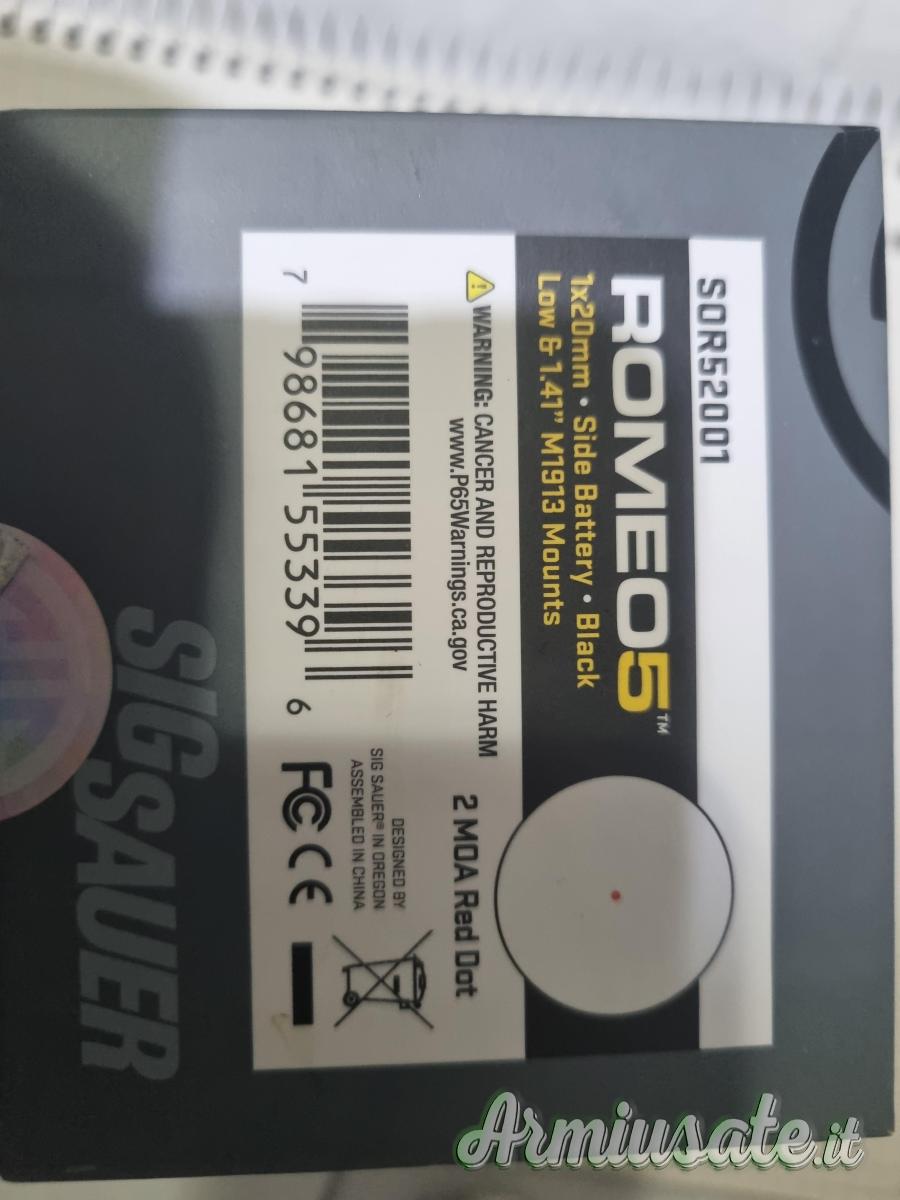 SOR52001
ROMEO5™
1x20mm • Side Battery • Black
Low & 1.41” M1913 Mounts
2 MOA Red Dot
⚠ WARNING: CANCER AND REPRODUCTIVE HARM
www.P65Warnings.ca.gov
DESIGNED BY
SIG SAUER® IN OREGON
ASSEMBLED IN CHINA
7 98681 55339 6
FC CE
SIG SAUER
Armiusate.it